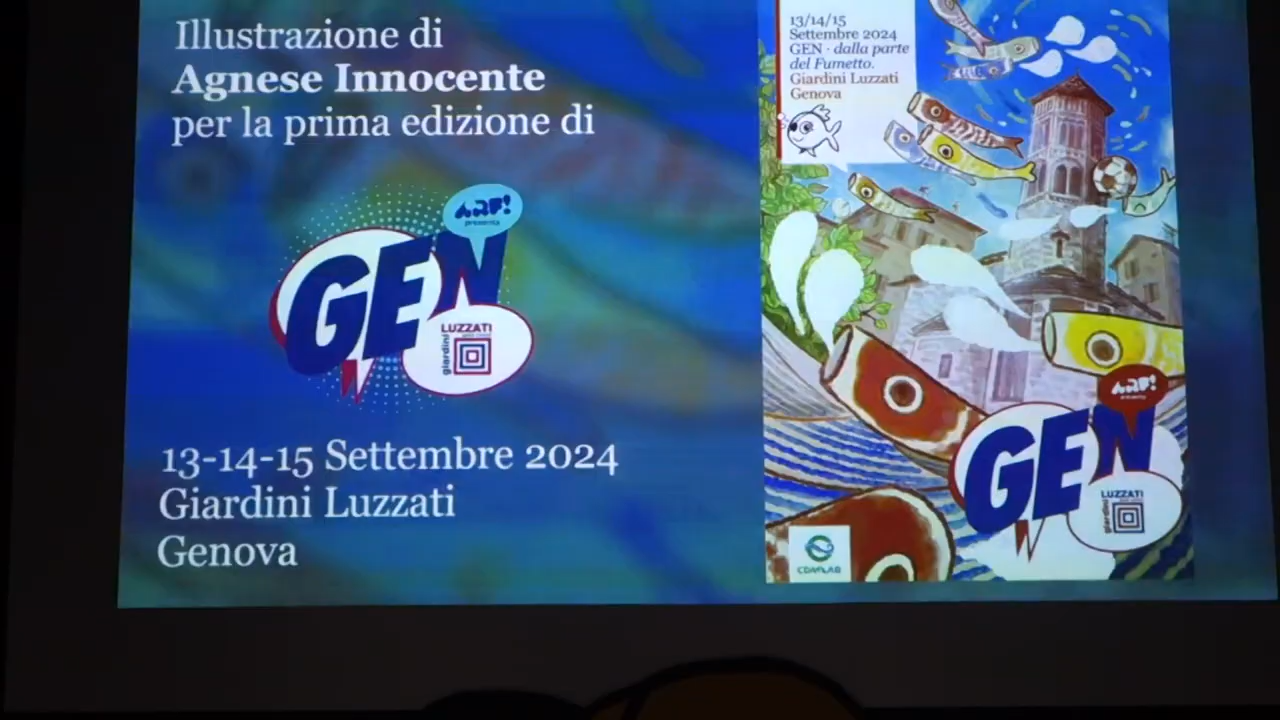 Illustrazione di
Agnese Innocente
per la prima edizione di
ARF!
presenta
GEN
giardini
LUZZATI
13-14-15 Settembre 2024
Giardini Luzzati
Genova
13/14/15
Settembre 2024
GEN · dalla parte
del Fumetto.
Giardini Luzzati
Genova
ARF!
presenta
GEN
giardini
LUZZATI